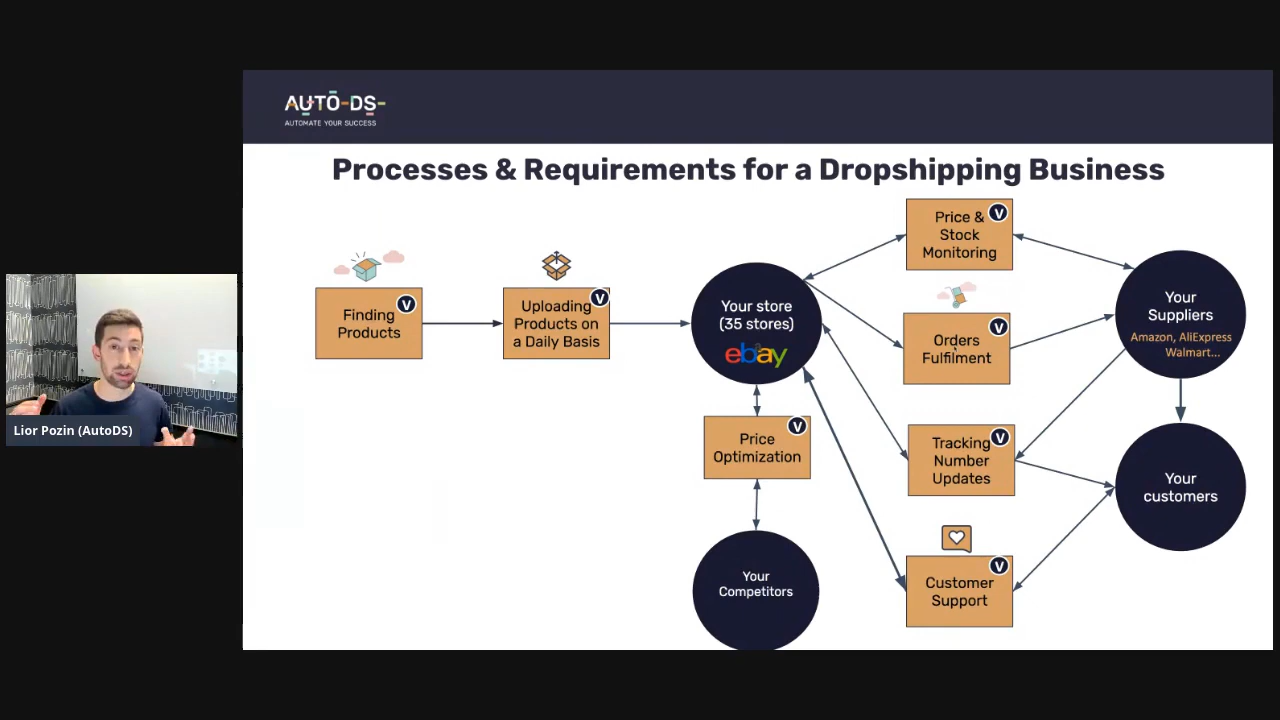 AUTO-DS-
AUTOMATE YOUR SUCCESS
Processes & Requirements for a Dropshipping Business
Finding
Products
V
Uploading
Products on
a Daily Basis
V
Your store
(35 stores)
ebay
Price
Optimization
V
Your
Competitors
Price &
Stock
Monitoring
V
Orders
Fulfilment
V
Tracking
Number
Updates
V
Customer
Support
V
Your
Suppliers
Amazon, AliExpress
Walmart...
Your
customers
Lior Pozin (AutoDS)